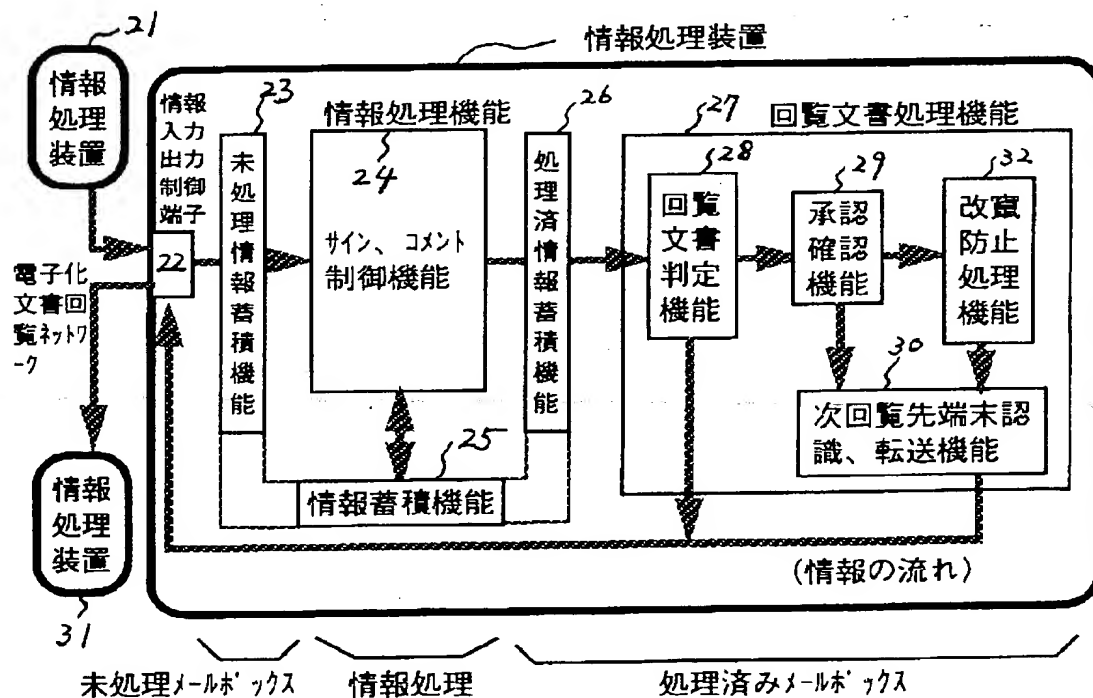 21
情報処理装置
情報
処理
装置
情報
入力
出力
制御
端子
22
電子化
文書回
覧ネットワ
ーク
情報
処理
装置
31
23
未処理情報蓄積機能
情報処理機能
24
サイン、コメント
制御機能
25
情報蓄積機能
26
処理済情報蓄積機能
27
回覧文書処理機能
28
回覧
文書
判定
機能
29
承認
確認
機能
32
改竄
防止
処理
機能
30
次回覧先端末認
識、転送機能
(情報の流れ)
未処理メールボックス
情報処理
処理済みメールボックス